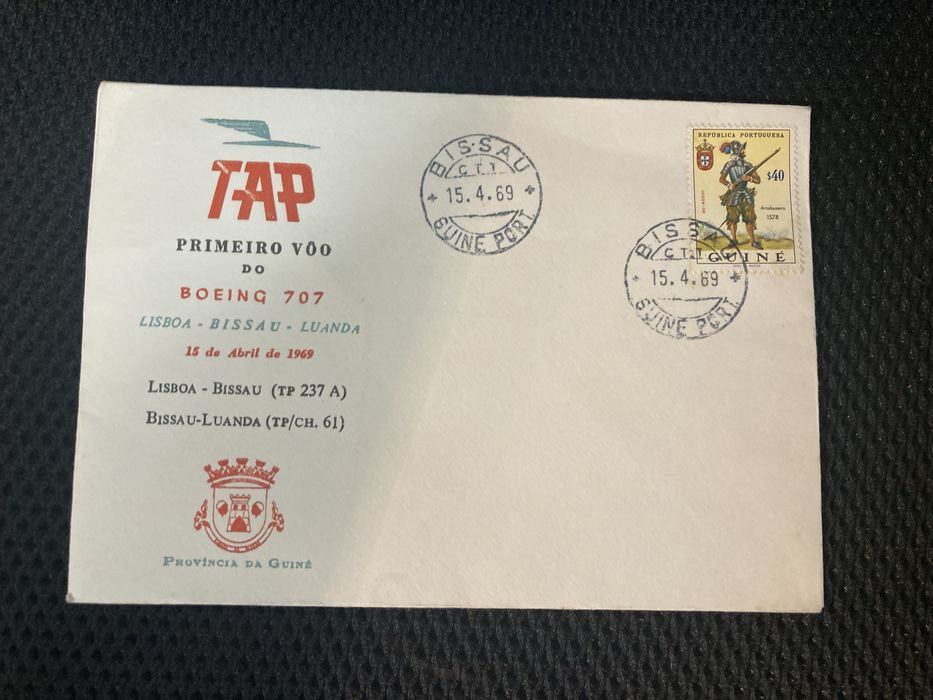 TAP
PRIMEIRO VÔO
DO
BOEING 707
LISBOA - BISSAU - LUANDA
15 de Abril de 1969
LISBOA - BISSAU (TP 237 A)
BISSAU-LUANDA (TP/CH. 61)
PROVÍNCIA DA GUINÉ
BISSAU
C.T.T.
15.4.69
GUINÉ PORT
REPÚBLICA PORTUGUESA
$40
Arcabuzeiro
1578
GUINÉ
BISSAU
C.T.T.
15.4.69
GUINÉ PORT